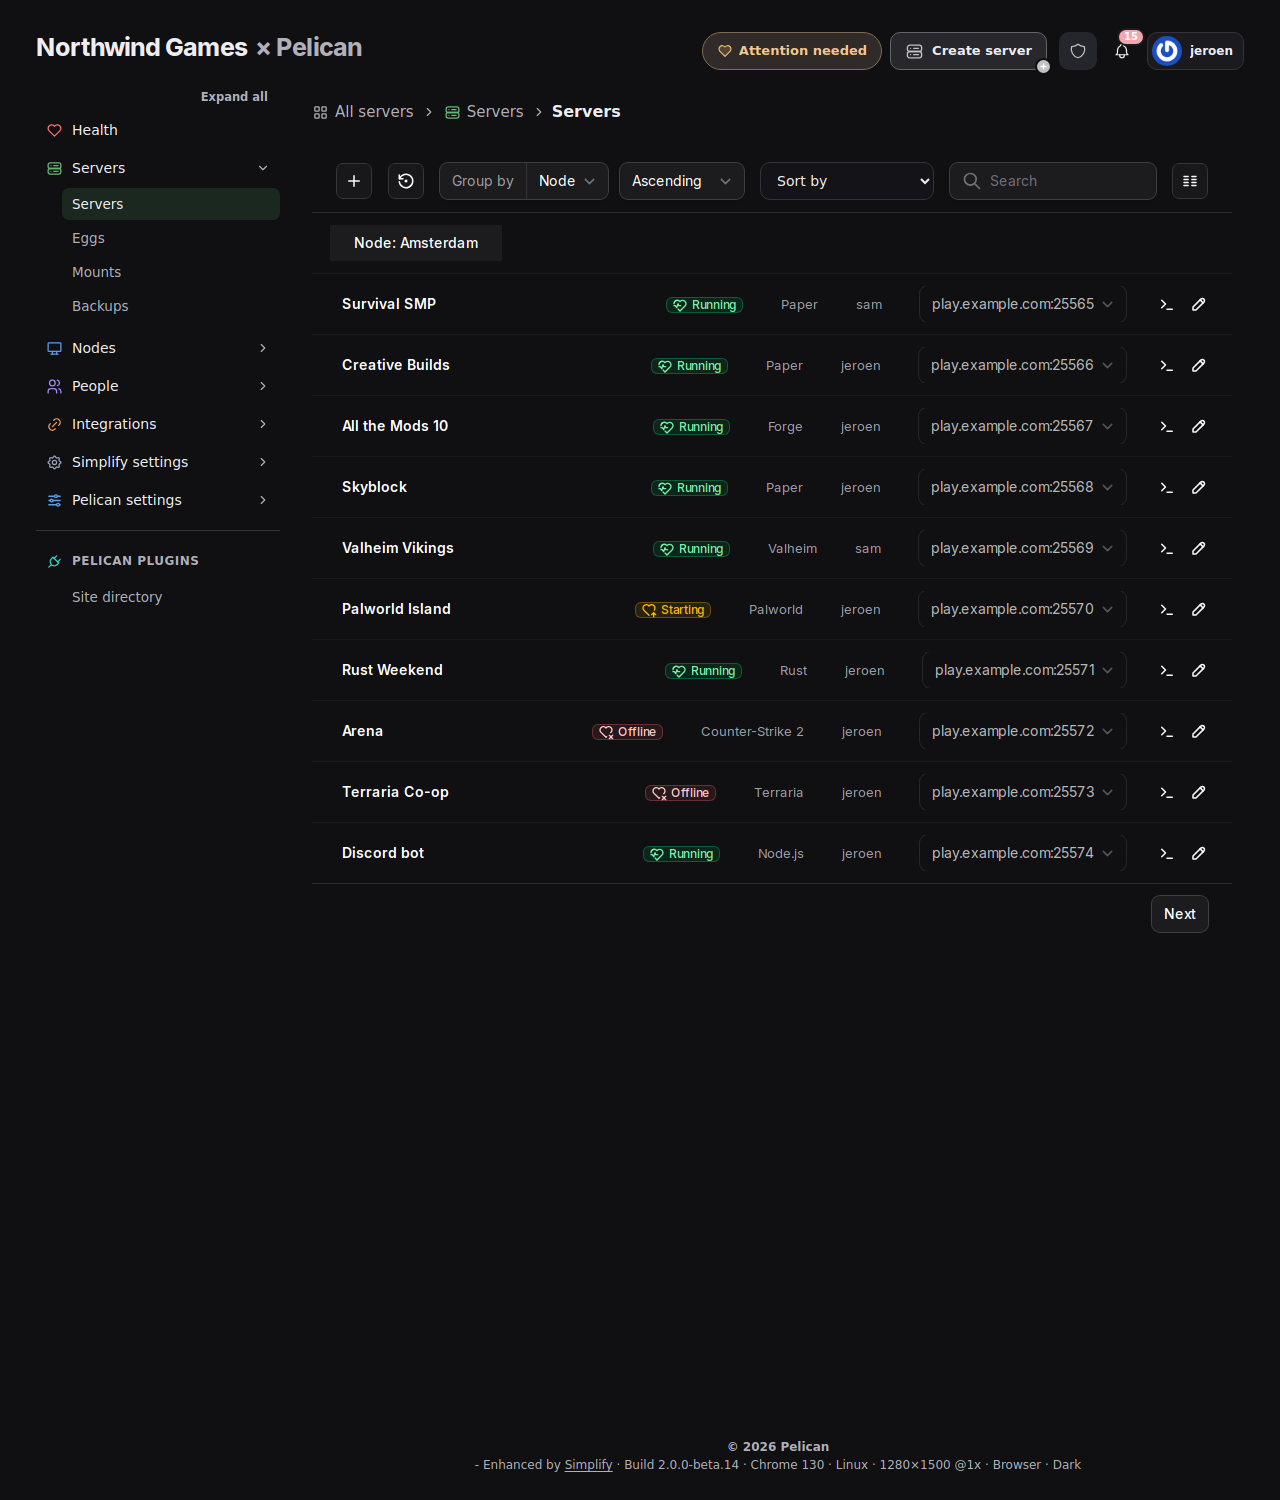 Northwind Games × Pelican
Attention needed
Create server
15
jeroen
Expand all
Health
Servers
Servers
Eggs
Mounts
Backups
Nodes
People
Integrations
Simplify settings
Pelican settings
PELICAN PLUGINS
Site directory
All servers > Servers > Servers
Group by Node
Ascending
Sort by
Search
Node: Amsterdam
Survival SMP Running Paper sam play.example.com:25565
Creative Builds Running Paper jeroen play.example.com:25566
All the Mods 10 Running Forge jeroen play.example.com:25567
Skyblock Running Paper jeroen play.example.com:25568
Valheim Vikings Running Valheim sam play.example.com:25569
Palworld Island Starting Palworld jeroen play.example.com:25570
Rust Weekend Running Rust jeroen play.example.com:25571
Arena Offline Counter-Strike 2 jeroen play.example.com:25572
Terraria Co-op Offline Terraria jeroen play.example.com:25573
Discord bot Running Node.js jeroen play.example.com:25574
Next
© 2026 Pelican
- Enhanced by Simplify · Build 2.0.0-beta.14 · Chrome 130 · Linux · 1280×1500 @1x · Browser · Dark